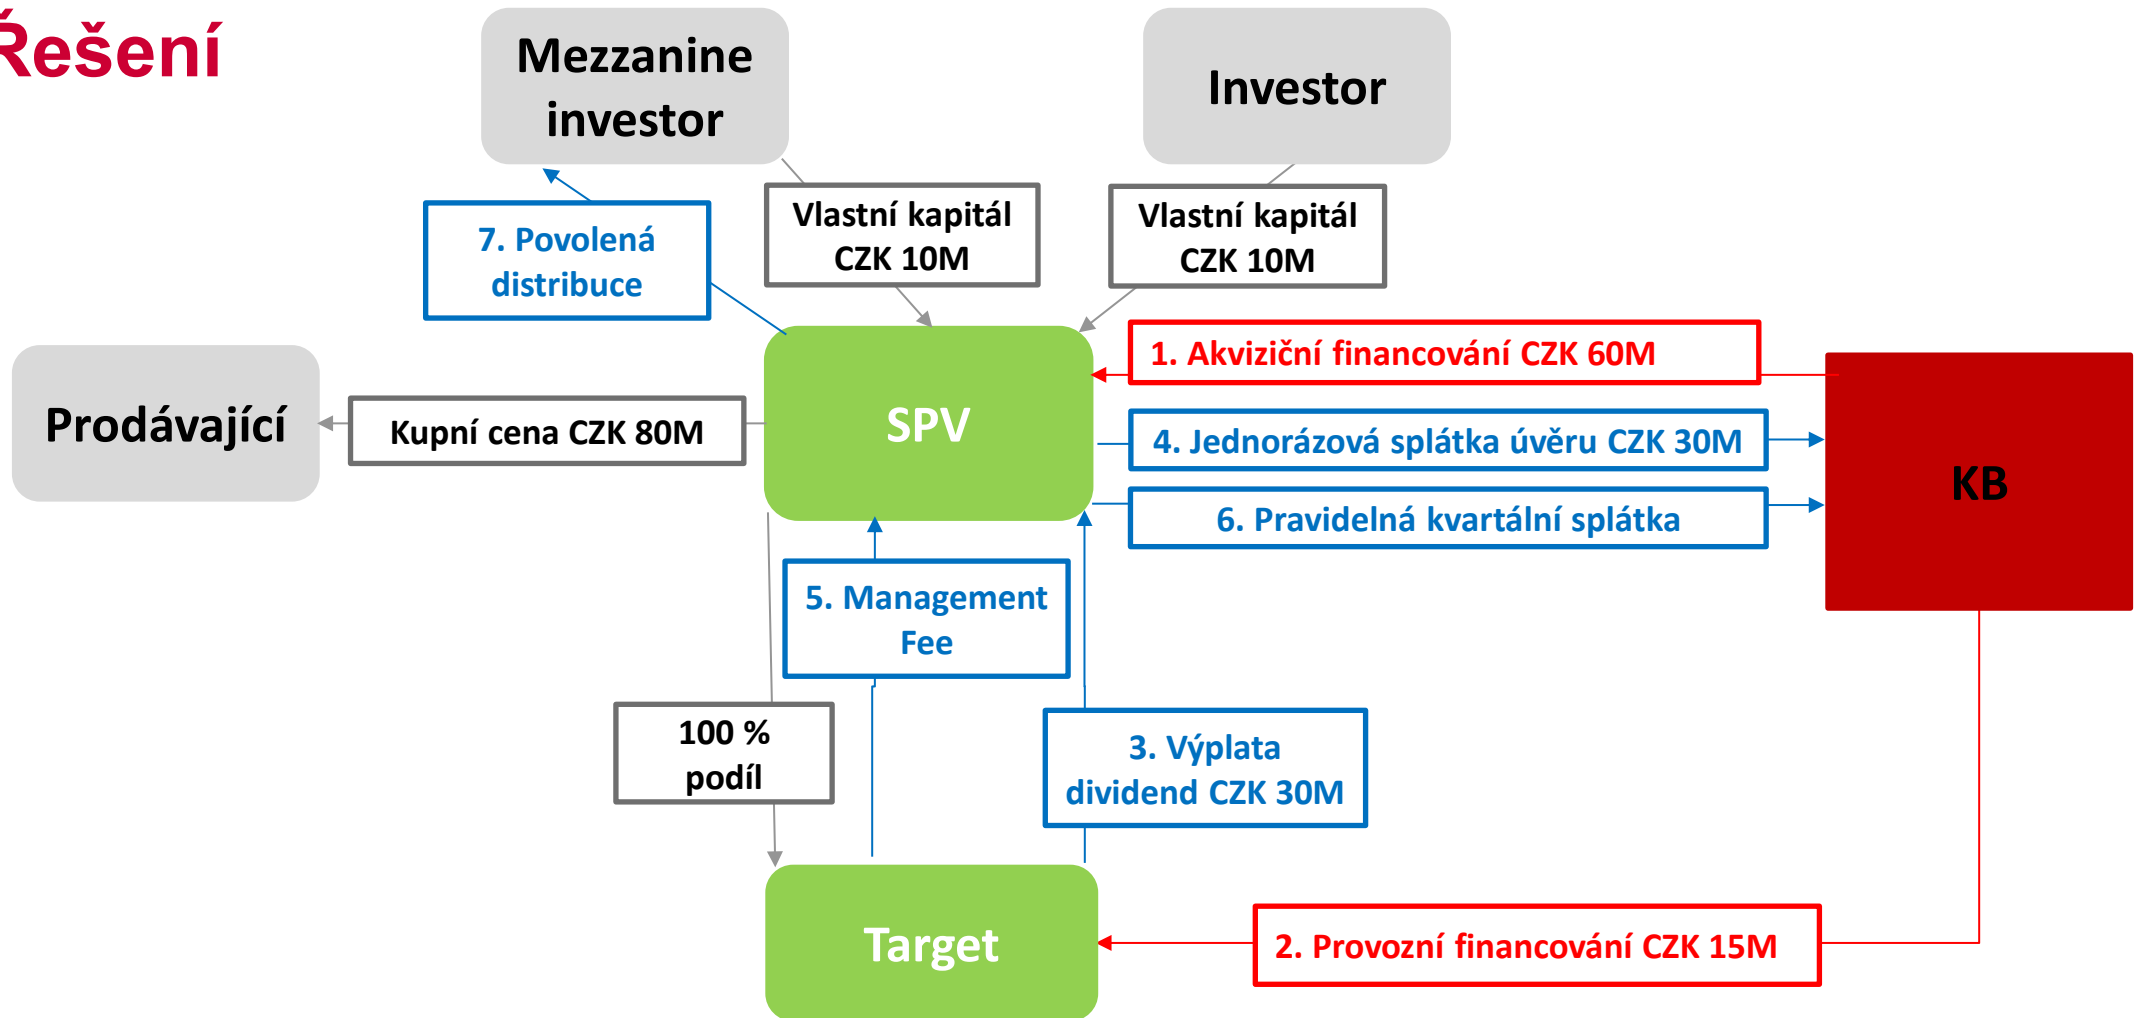 Řešení
Mezzanine
investor
Investor
Vlastní kapitál
CZK 10M
Vlastní kapitál
CZK 10M
7. Povolená
distribuce
1. Akviziční financování CZK 60M
Prodávající
Kupní cena CZK 80M
SPV
4. Jednorázová splátka úvěru CZK 30M
KB
6. Pravidelná kvartální splátka
5. Management
Fee
100 %
podíl
3. Výplata
dividend CZK 30M
Target
2. Provozní financování CZK 15M